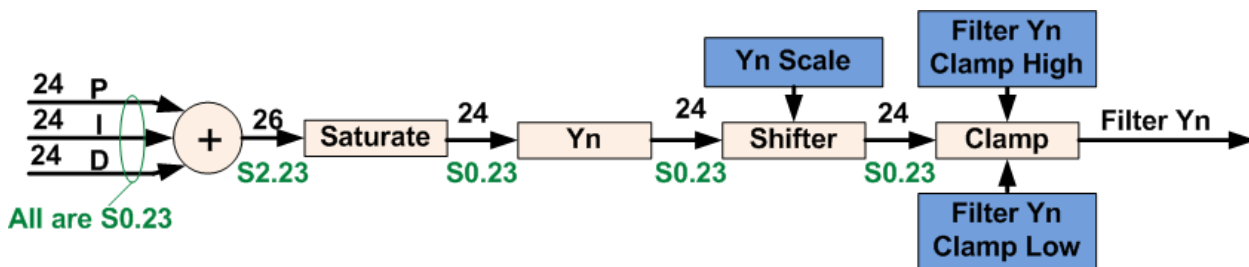 24 P
24 I
24 D
All are S0.23
+
26
S2.23
Saturate
24
S0.23
Yn
24
S0.23
Yn Scale
Shifter
24
S0.23
Filter Yn
Clamp High
Clamp
Filter Yn
Clamp Low
Filter Yn